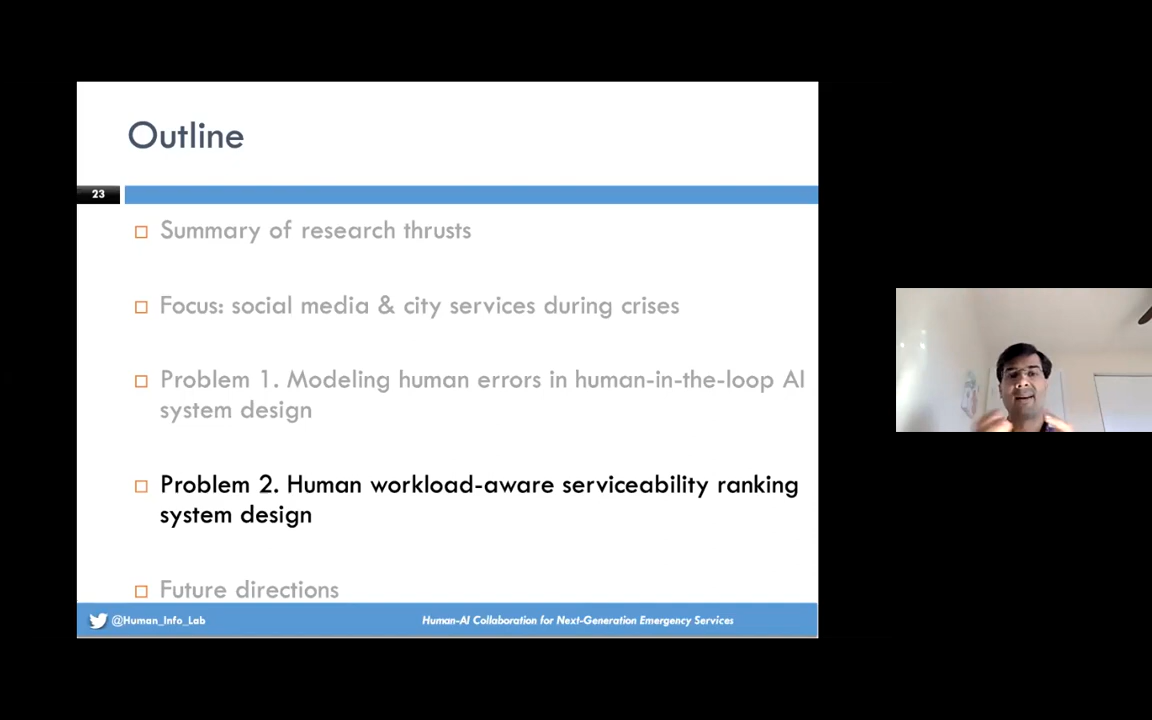 Outline
23
Summary of research thrusts
Focus: social media & city services during crises
Problem 1. Modeling human errors in human-in-the-loop AI
system design
Problem 2. Human workload-aware serviceability ranking
system design
Future directions
@Human_Info_Lab
Human-AI Collaboration for Next-Generation Emergency Services